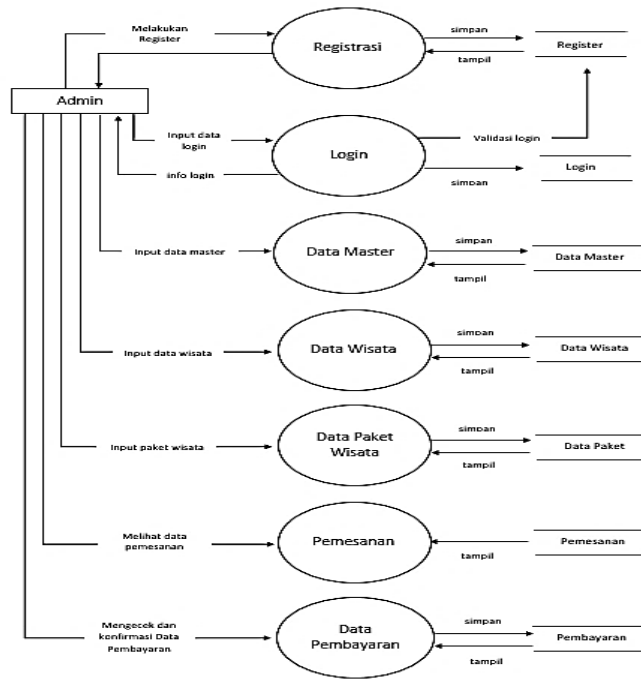 Melakukan
Register
Registrasi
simpan
tampil
Register
Admin
Input data
login
info login
Login
Validasi login
simpan
Login
Input data master
Data Master
simpan
tampil
Data Master
Input data wisata
Data Wisata
simpan
tampil
Data Wisata
Input paket wisata
Data Paket
Wisata
simpan
tampil
Data Paket
Melihat data
pemesanan
Pemesanan
tampil
Pemesanan
Mengecek dan
konfirmasi Data
Pembayaran
Data
Pembayaran
simpan
tampil
Pembayaran